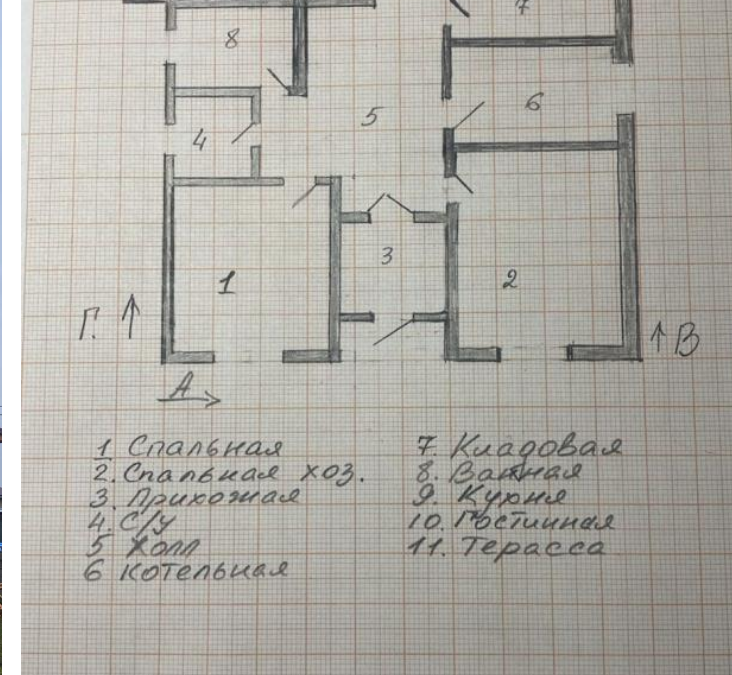 7
8
6
5
4
3
1
2
Г.
В
А
1 Спальная
2. Спальная хоз.
3. Прихожая
4. С/у
5 Холл
6 Котельная
7. Кладовая
8. Ванная
9. Кухня
10. Гостинная
11. Терасса